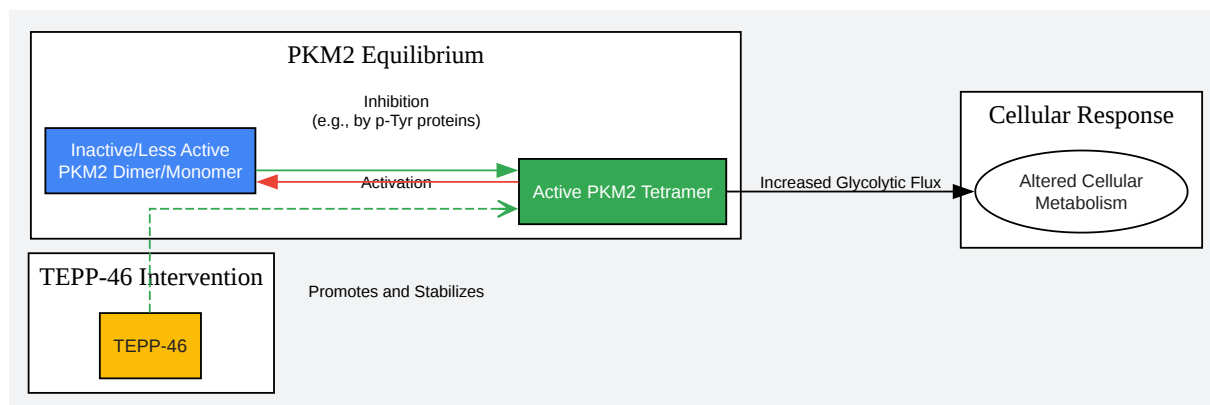 PKM2 Equilibrium
Inhibition
(e.g., by p-Tyr proteins)
Inactive/Less Active
PKM2 Dimer/Monomer
Activation
Active PKM2 Tetramer
Increased Glycolytic Flux
Cellular Response
Altered Cellular
Metabolism
TEPP-46 Intervention
Promotes and Stabilizes
TEPP-46